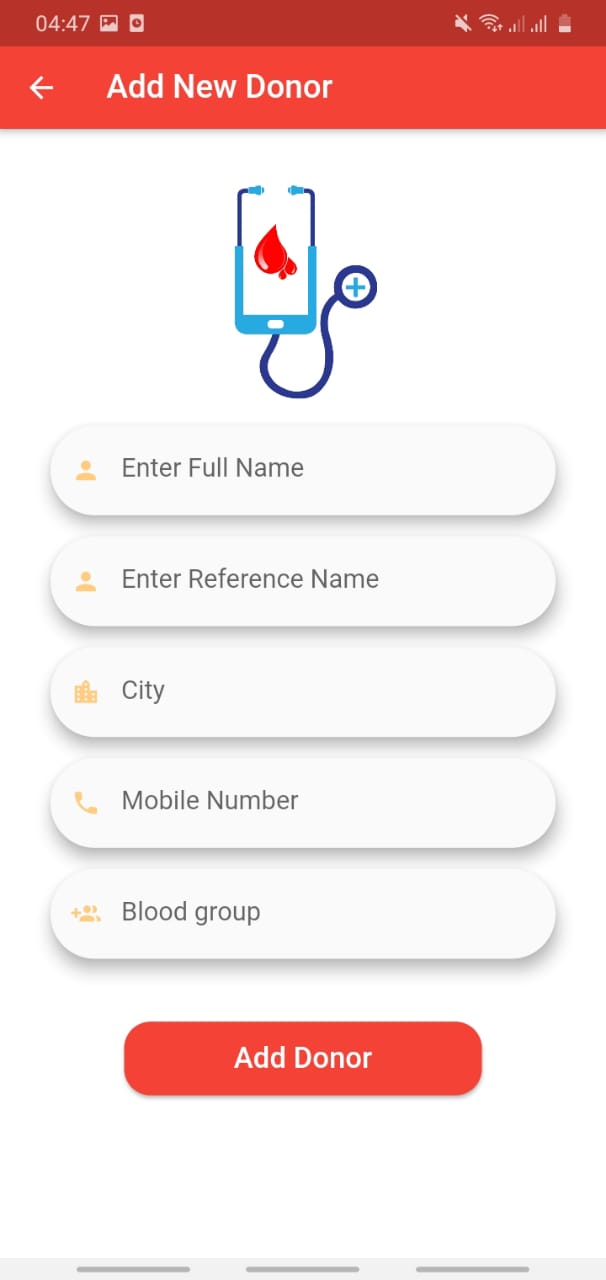 04:47
Add New Donor
Enter Full Name
Enter Reference Name
City
Mobile Number
Blood group
Add Donor